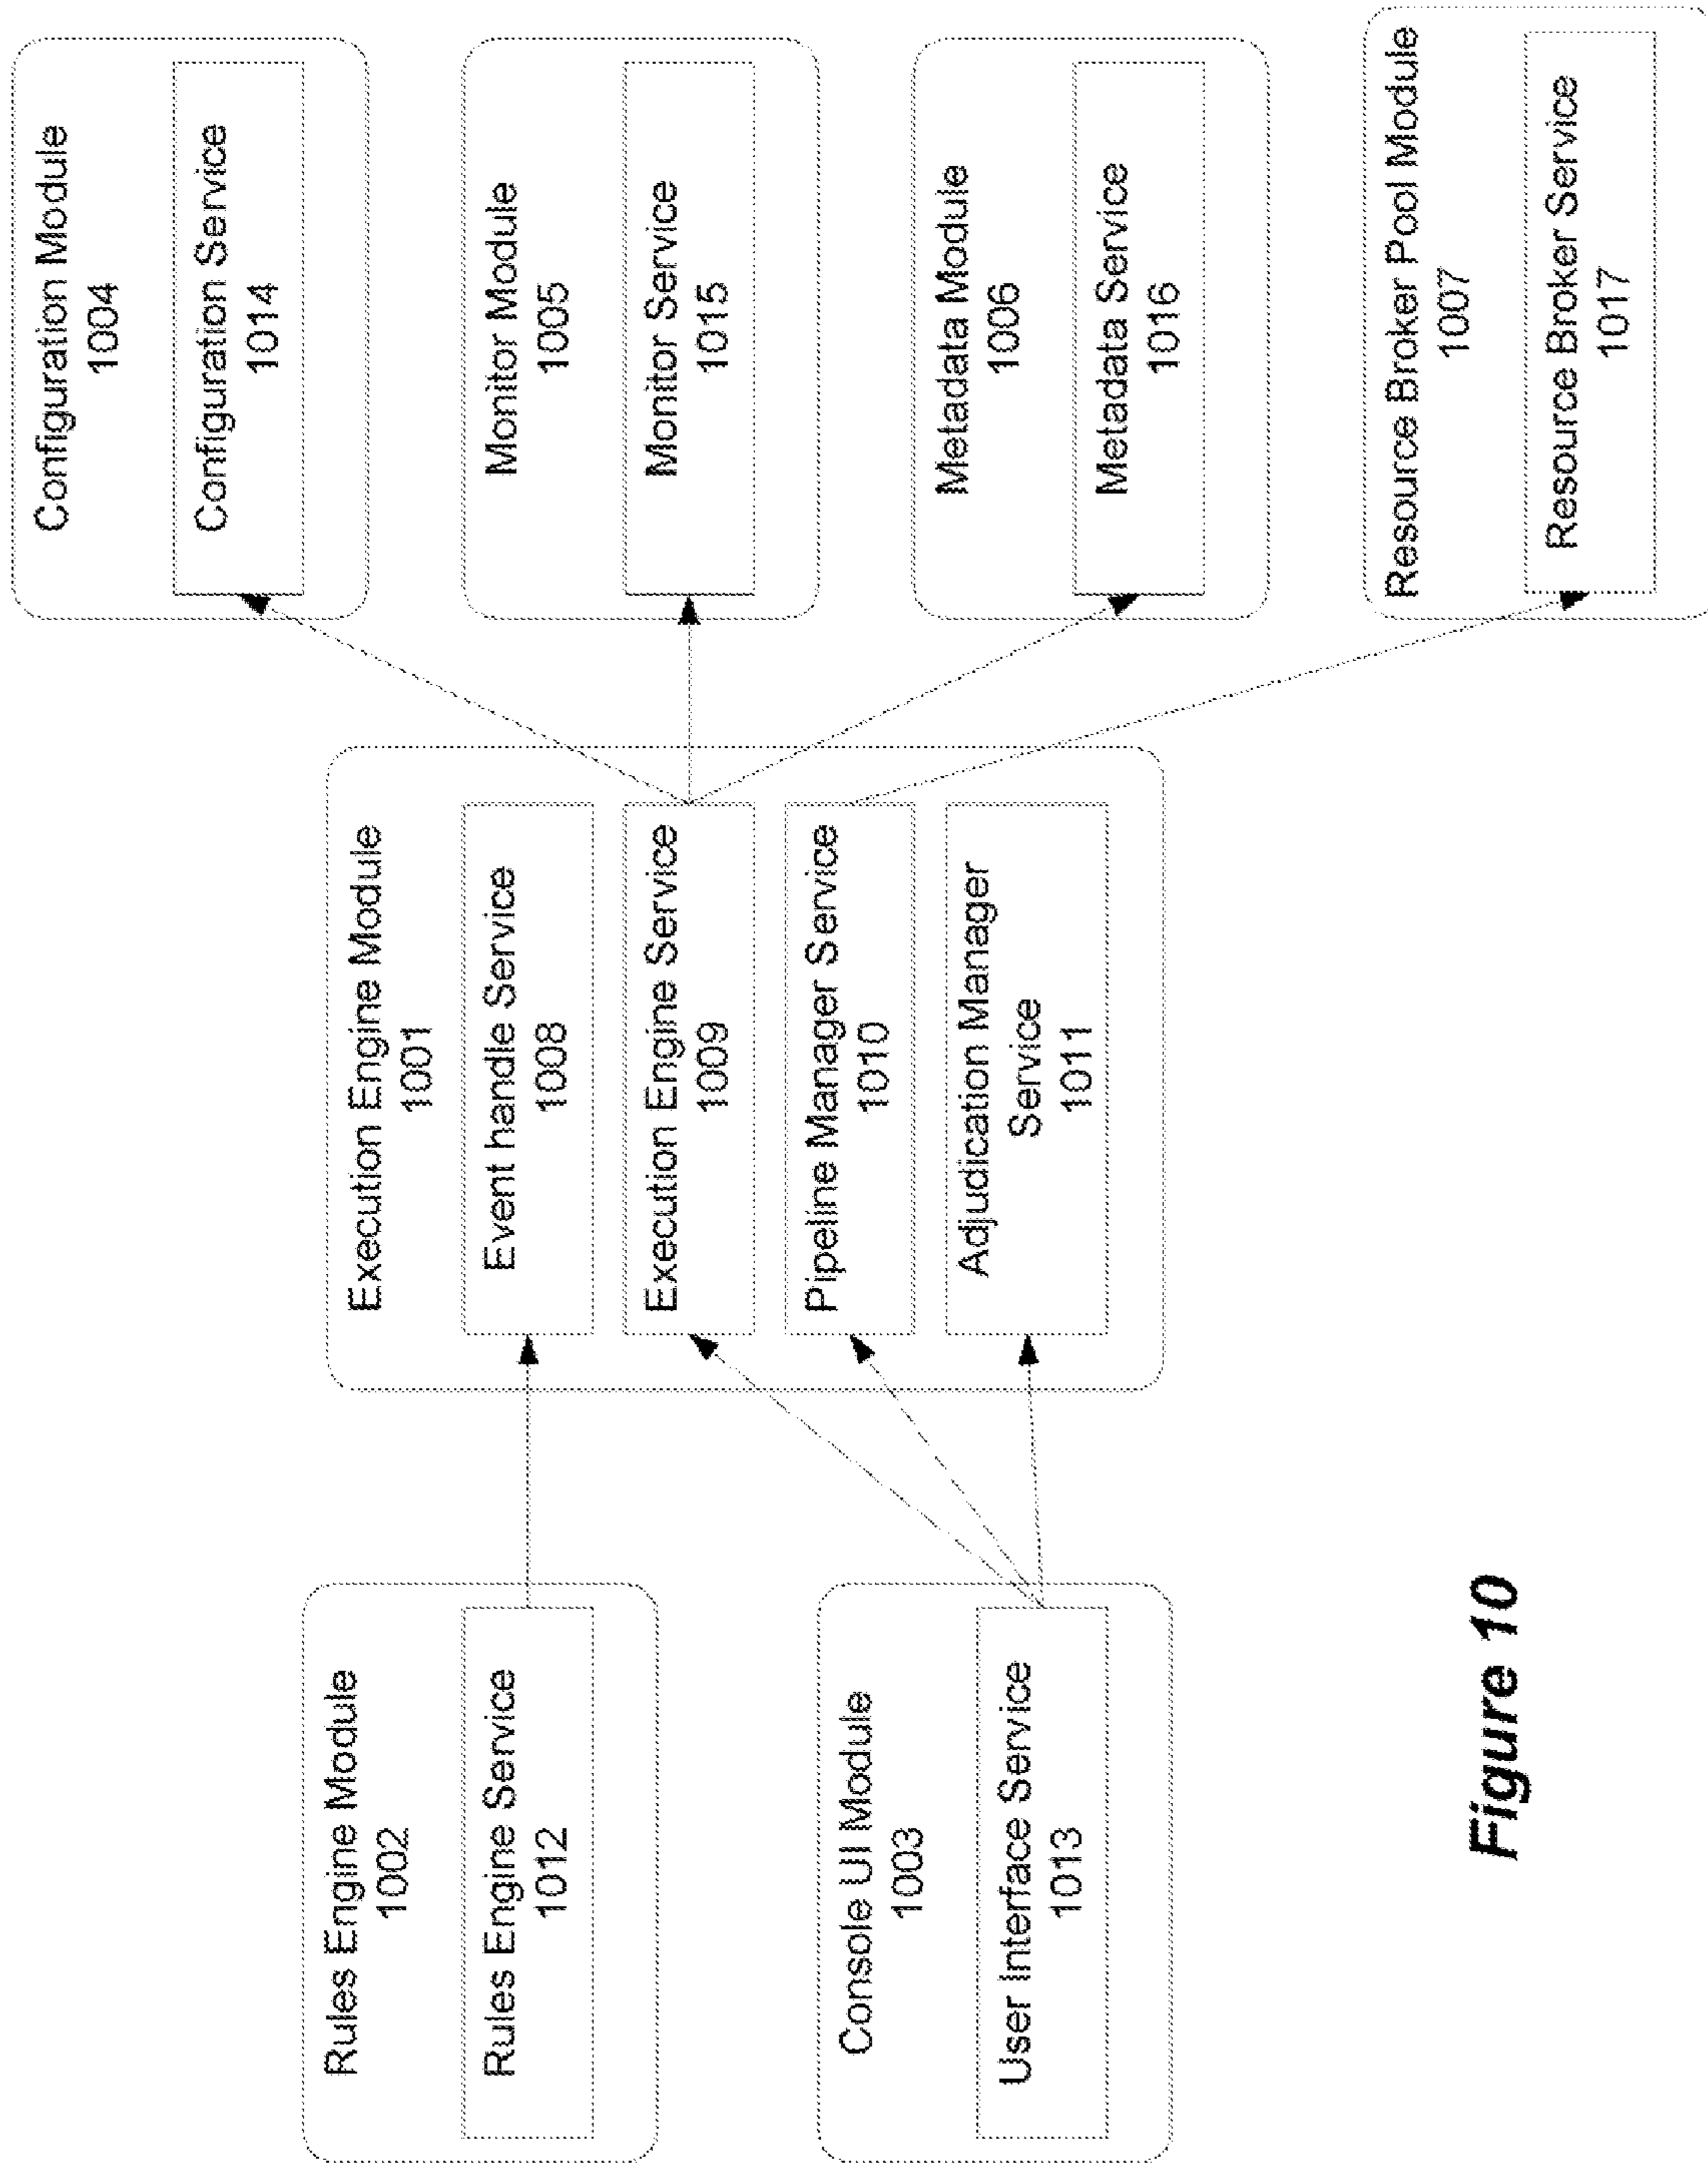 Rules Engine Module
1002
Rules Engine Service
1012
Console UI Module
1003
User Interface Service
1013
Execution Engine Module
1001
Event handle Service
1008
Execution Engine Service
1009
Pipeline Manager Service
1010
Adjudication Manager
Service
1011
Configuration Module
1004
Configuration Service
1014
Monitor Module
1005
Monitor Service
1015
Metadata Module
1006
Metadata Service
1016
Resource Broker Pool Module
1007
Resource Broker Service
1017
Figure 10